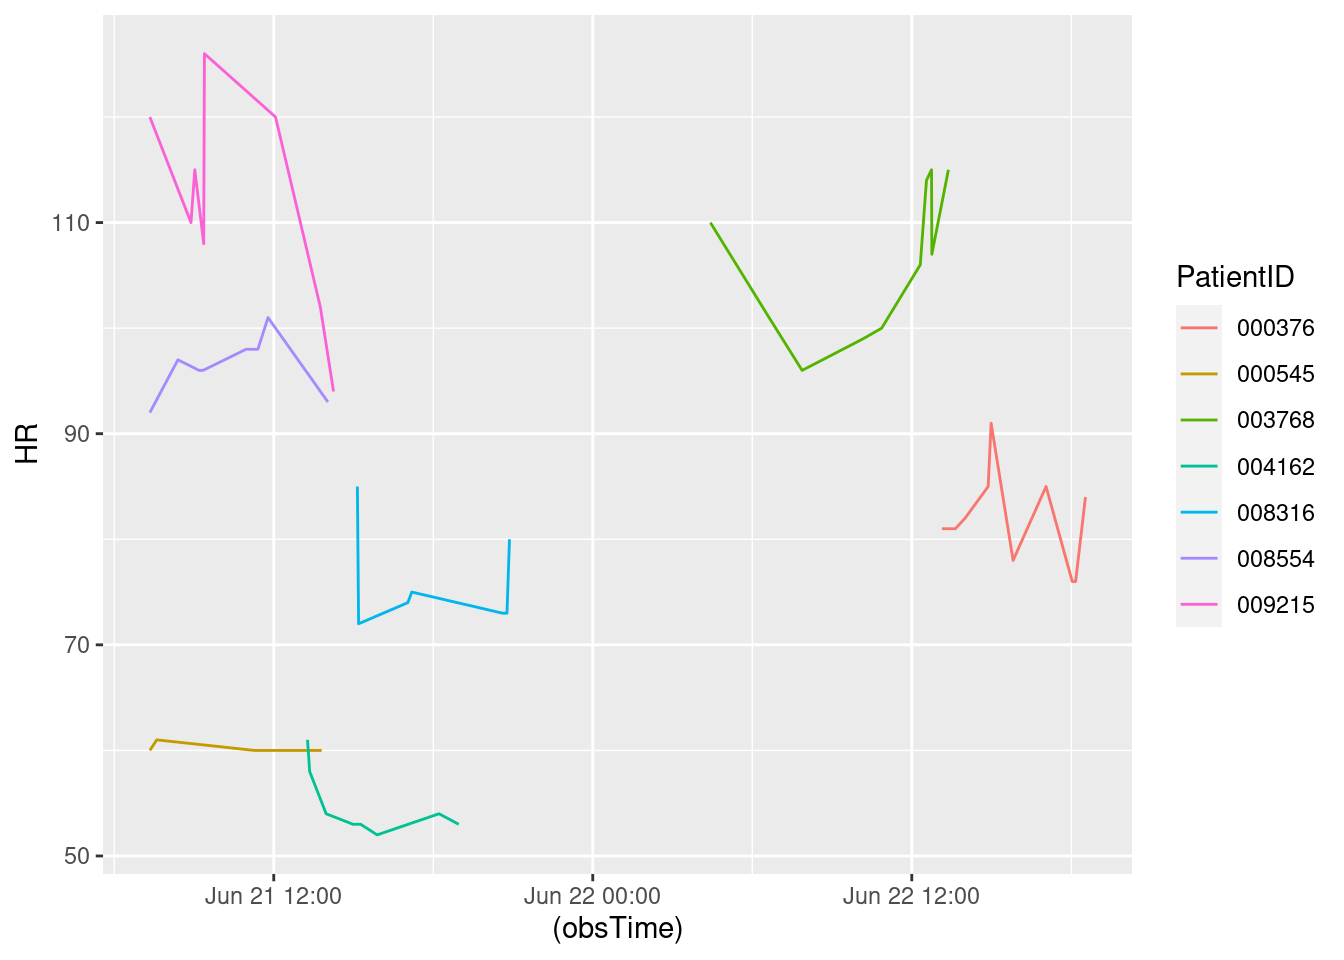 HR
110
90
70
50
Jun 21 12:00
Jun 22 00:00
Jun 22 12:00
(obsTime)
PatientID
000376
000545
003768
004162
008316
008554
009215